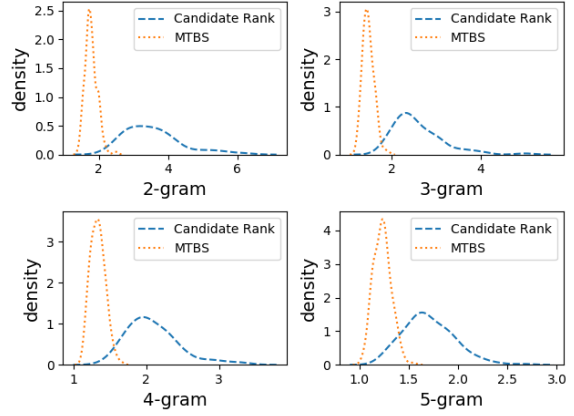 density
2.5
2.0
1.5
1.0
0.5
0.0
Candidate Rank
MTBS
2
4
6
2-gram
density
3
2
1
0
Candidate Rank
MTBS
2
4
3-gram
density
3
2
1
0
Candidate Rank
MTBS
1
2
3
4-gram
density
4
3
2
1
0
Candidate Rank
MTBS
1.0
1.5
2.0
2.5
3.0
5-gram